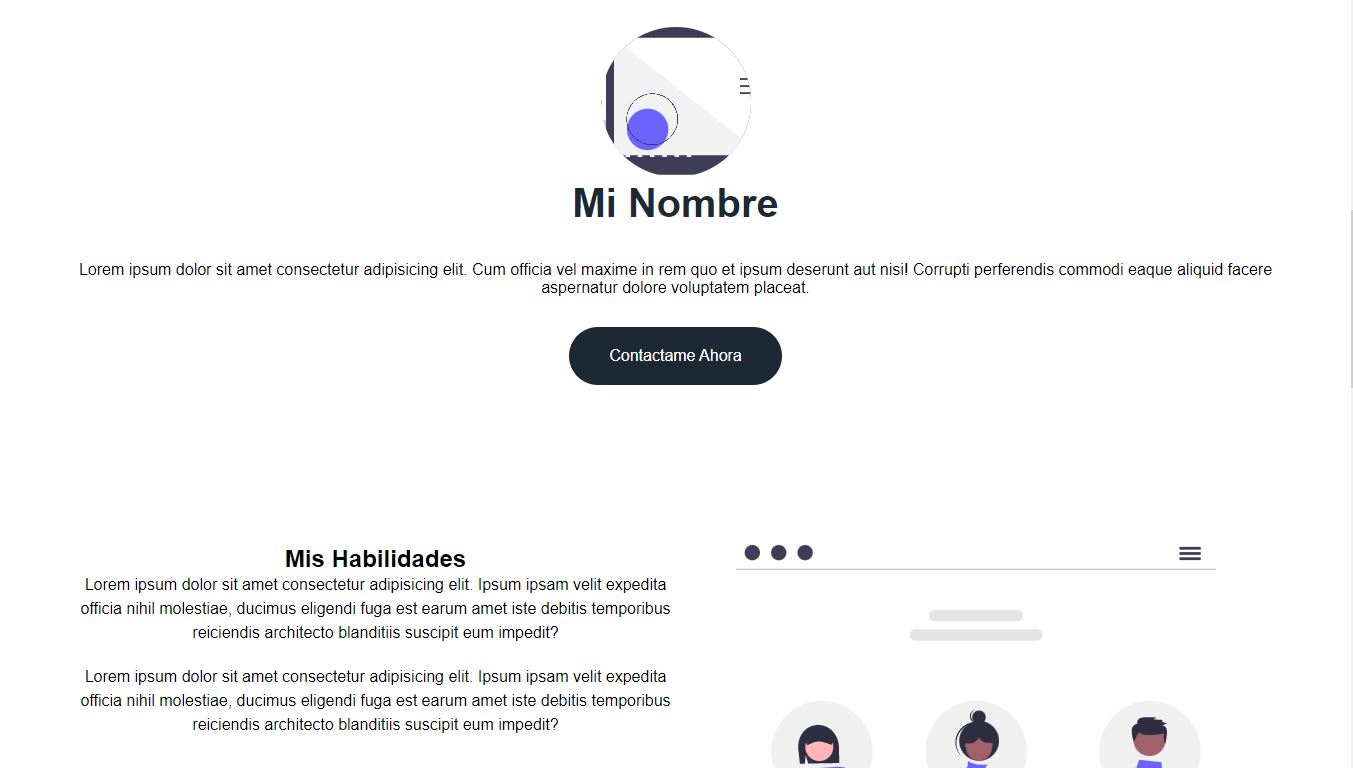 Mi Nombre
Lorem ipsum dolor sit amet consectetur adipisicing elit. Cum officia vel maxime in rem quo et ipsum deserunt aut nisi! Corrupti perferendis commodi eaque aliquid facere
aspernatur dolore voluptatem placeat.
Contactame Ahora
Mis Habilidades
Lorem ipsum dolor sit amet consectetur adipisicing elit. Ipsum ipsam velit expedita
officia nihil molestiae, ducimus eligendi fuga est earum amet iste debitis temporibus
reiciendis architecto blanditiis suscipit eum impedit?
Lorem ipsum dolor sit amet consectetur adipisicing elit. Ipsum ipsam velit expedita
officia nihil molestiae, ducimus eligendi fuga est earum amet iste debitis temporibus
reiciendis architecto blanditiis suscipit eum impedit?